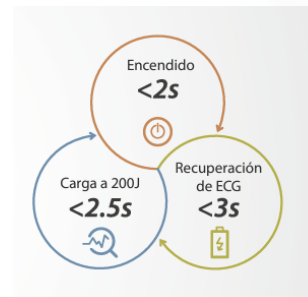 Encendido
<2s
Carga a 200J
<2.5s
Recuperación
de ECG
<3s